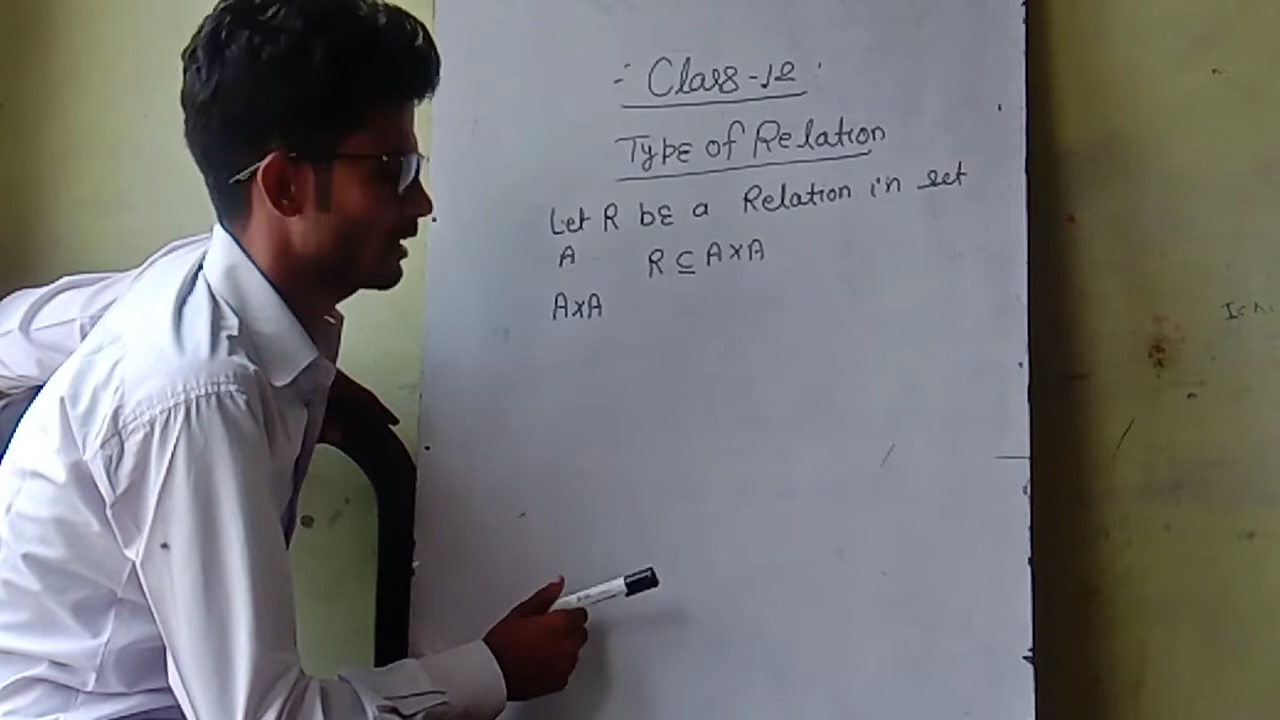 Class-12
Type of Relation
Let R be a Relation in set
A R ⊆ A×A
A×A